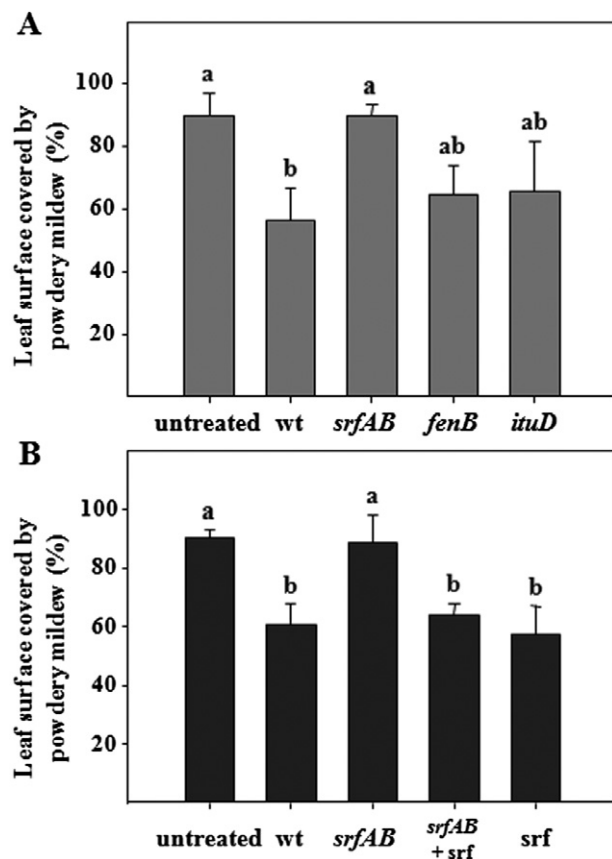 A
Leaf surface covered by
powdery mildew (%)
100
80
60
40
20
a
b
a
ab
ab
untreated wt srfAB fenB ituD
B
Leaf surface covered by
powdery mildew (%)
100
80
60
40
20
a
b
a
b
b
untreated wt srfAB srfAB srf
+ srf